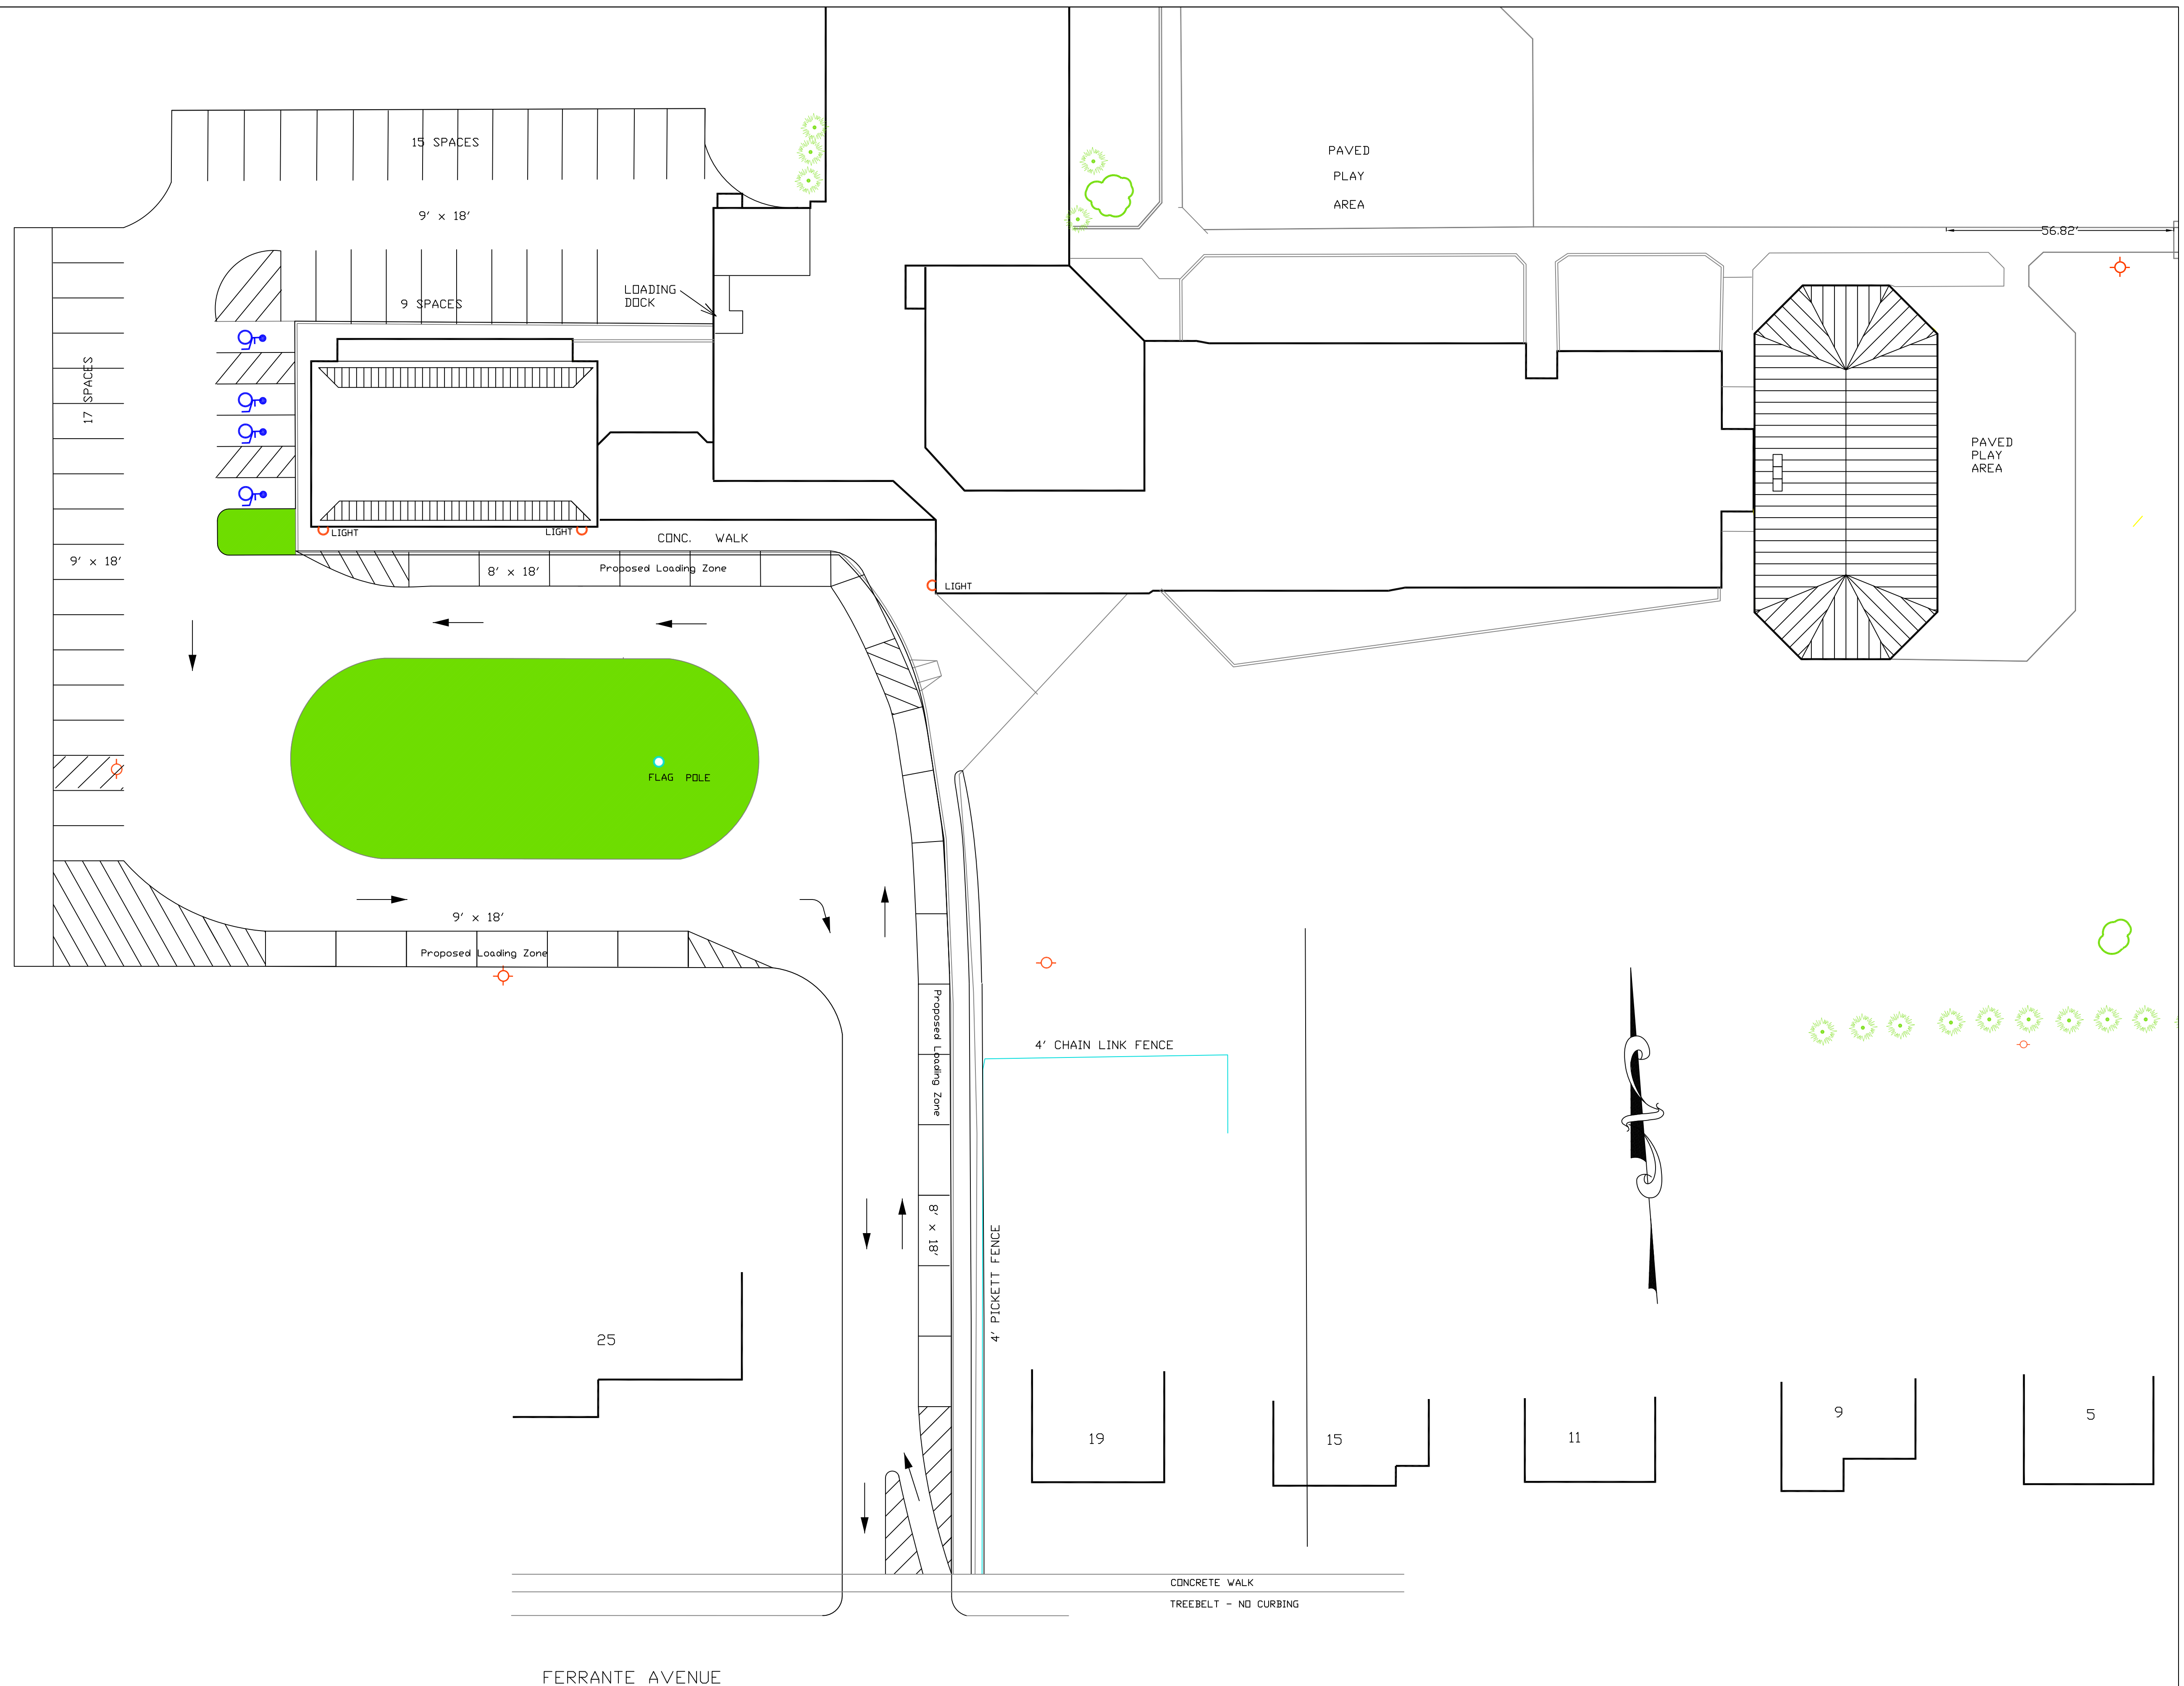 15 SPACES
PAVED
PLAY
AREA
9' x 18'
56.82'
LOADING
DOCK
9 SPACES
17 SPACES
PAVED
PLAY
AREA
LIGHT
LIGHT
CONC. WALK
9' x 18'
8' x 18'
Proposed Loading Zone
LIGHT
FLAG POLE
9' x 18'
Proposed Loading Zone
Proposed Loading Zone
4' CHAIN LINK FENCE
8' x 18'
4' PICKETT FENCE
25
19
15
11
9
5
CONCRETE WALK
TREEBELT - NO CURBING
FERRANTE AVENUE